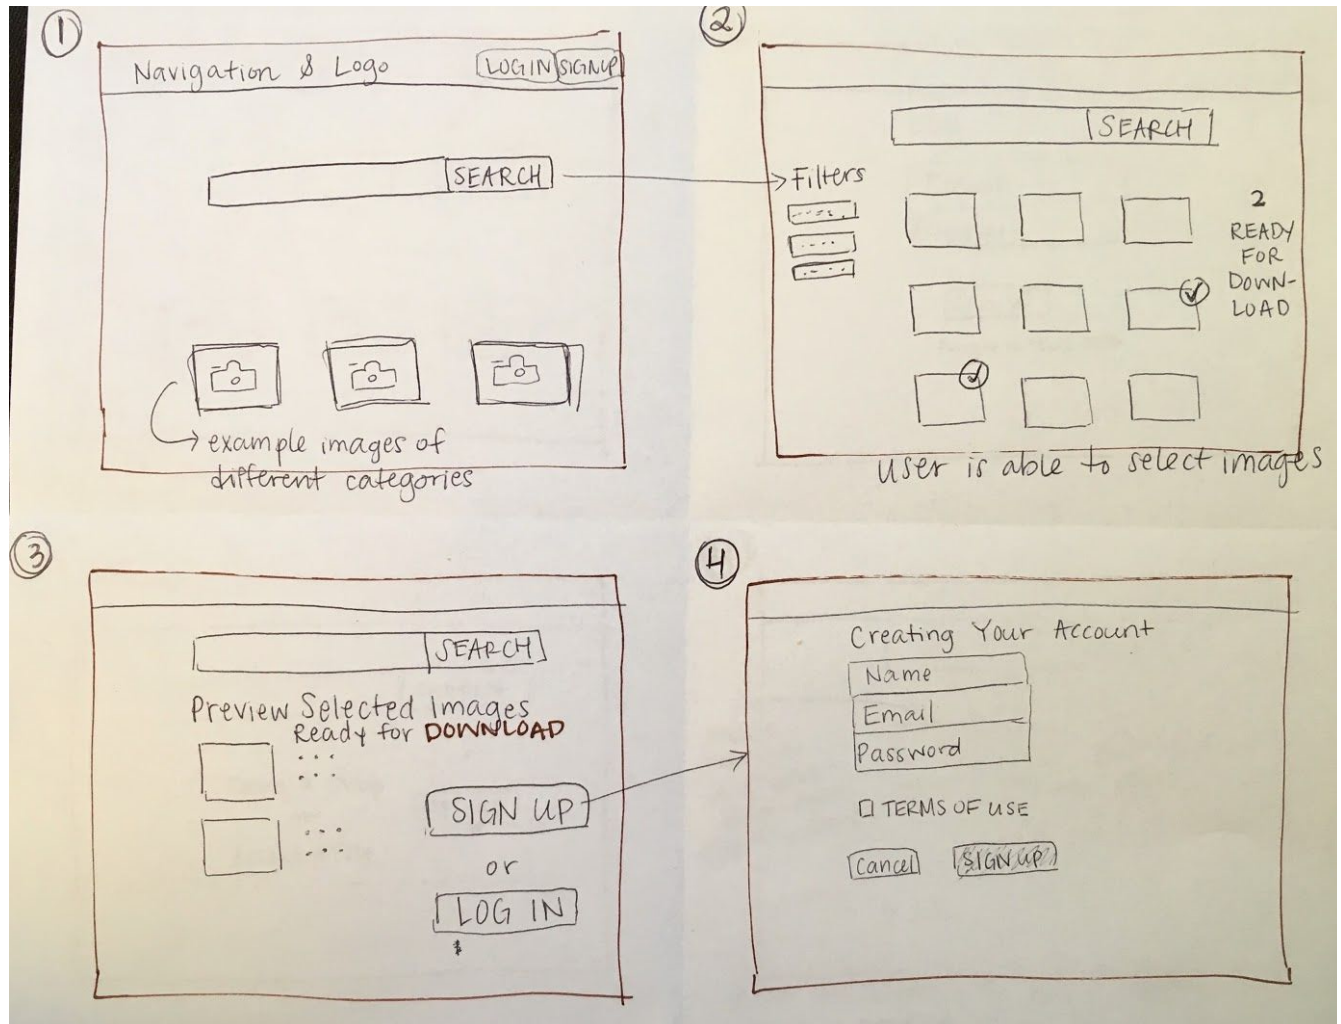 1
Navigation & Logo
LOGIN
SIGNUP
SEARCH
example images of
different categories
2
SEARCH
Filters
2
READY
FOR
DOWN-
LOAD
user is able to select images
3
SEARCH
Preview Selected Images
Ready for DOWNLOAD
SIGN UP
or
LOG IN
4
Creating Your Account
Name
Email
Password
TERMS OF USE
Cancel
SIGN UP